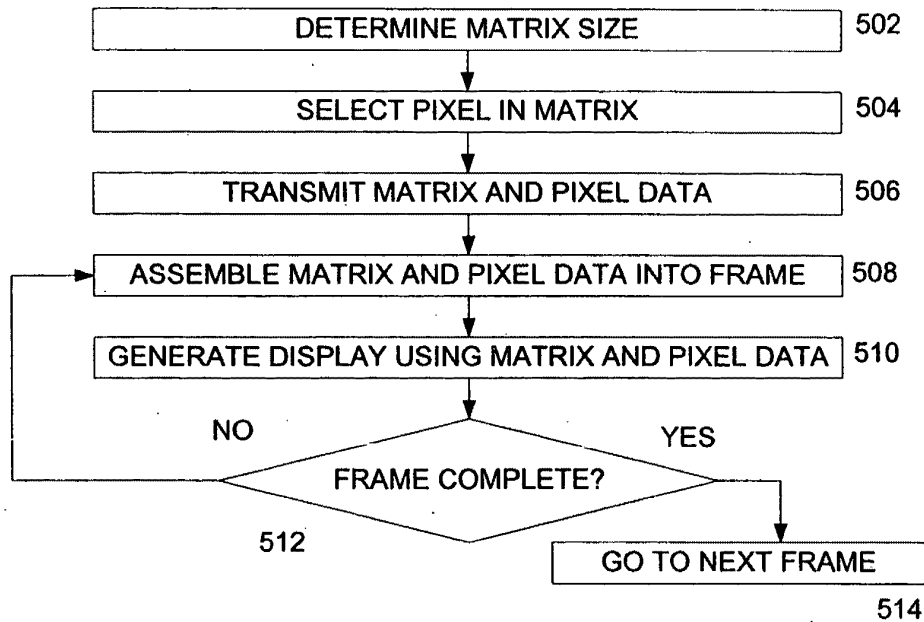 DETERMINE MATRIX SIZE 502
SELECT PIXEL IN MATRIX 504
TRANSMIT MATRIX AND PIXEL DATA 506
ASSEMBLE MATRIX AND PIXEL DATA INTO FRAME 508
GENERATE DISPLAY USING MATRIX AND PIXEL DATA 510
NO YES
FRAME COMPLETE?
512
GO TO NEXT FRAME
514